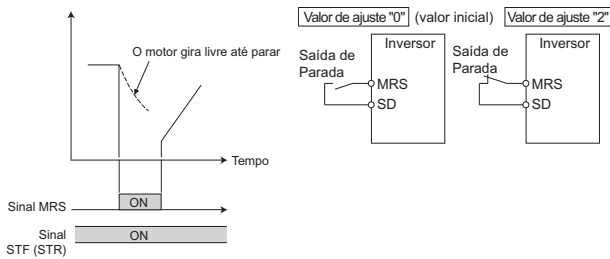 O motor gira livre até parar
Tempo
Sinal MRS
ON
Sinal
STF (STR)
ON
Valor de ajuste "0" (valor inicial)
Valor de ajuste "2"
Saída de
Parada
Inversor
MRS
SD
Saída de
Parada
Inversor
MRS
SD